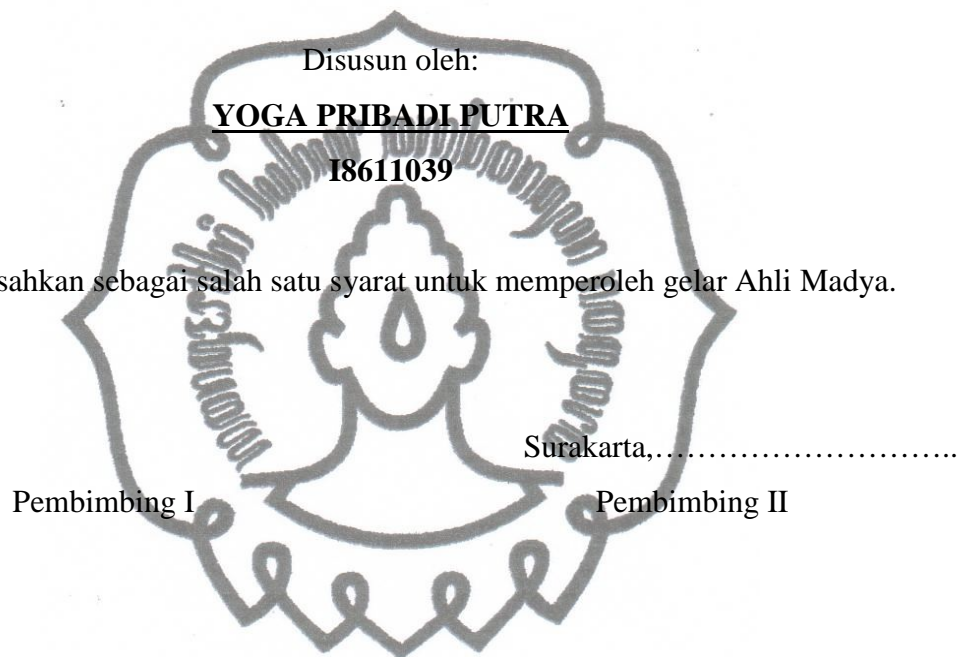 Disusun oleh:
YOGA PRIBADI PUTRA
I8611039
sahkan sebagai salah satu syarat untuk memperoleh gelar Ahli Madya.
Surakarta,………………………..
Pembimbing I Pembimbing II